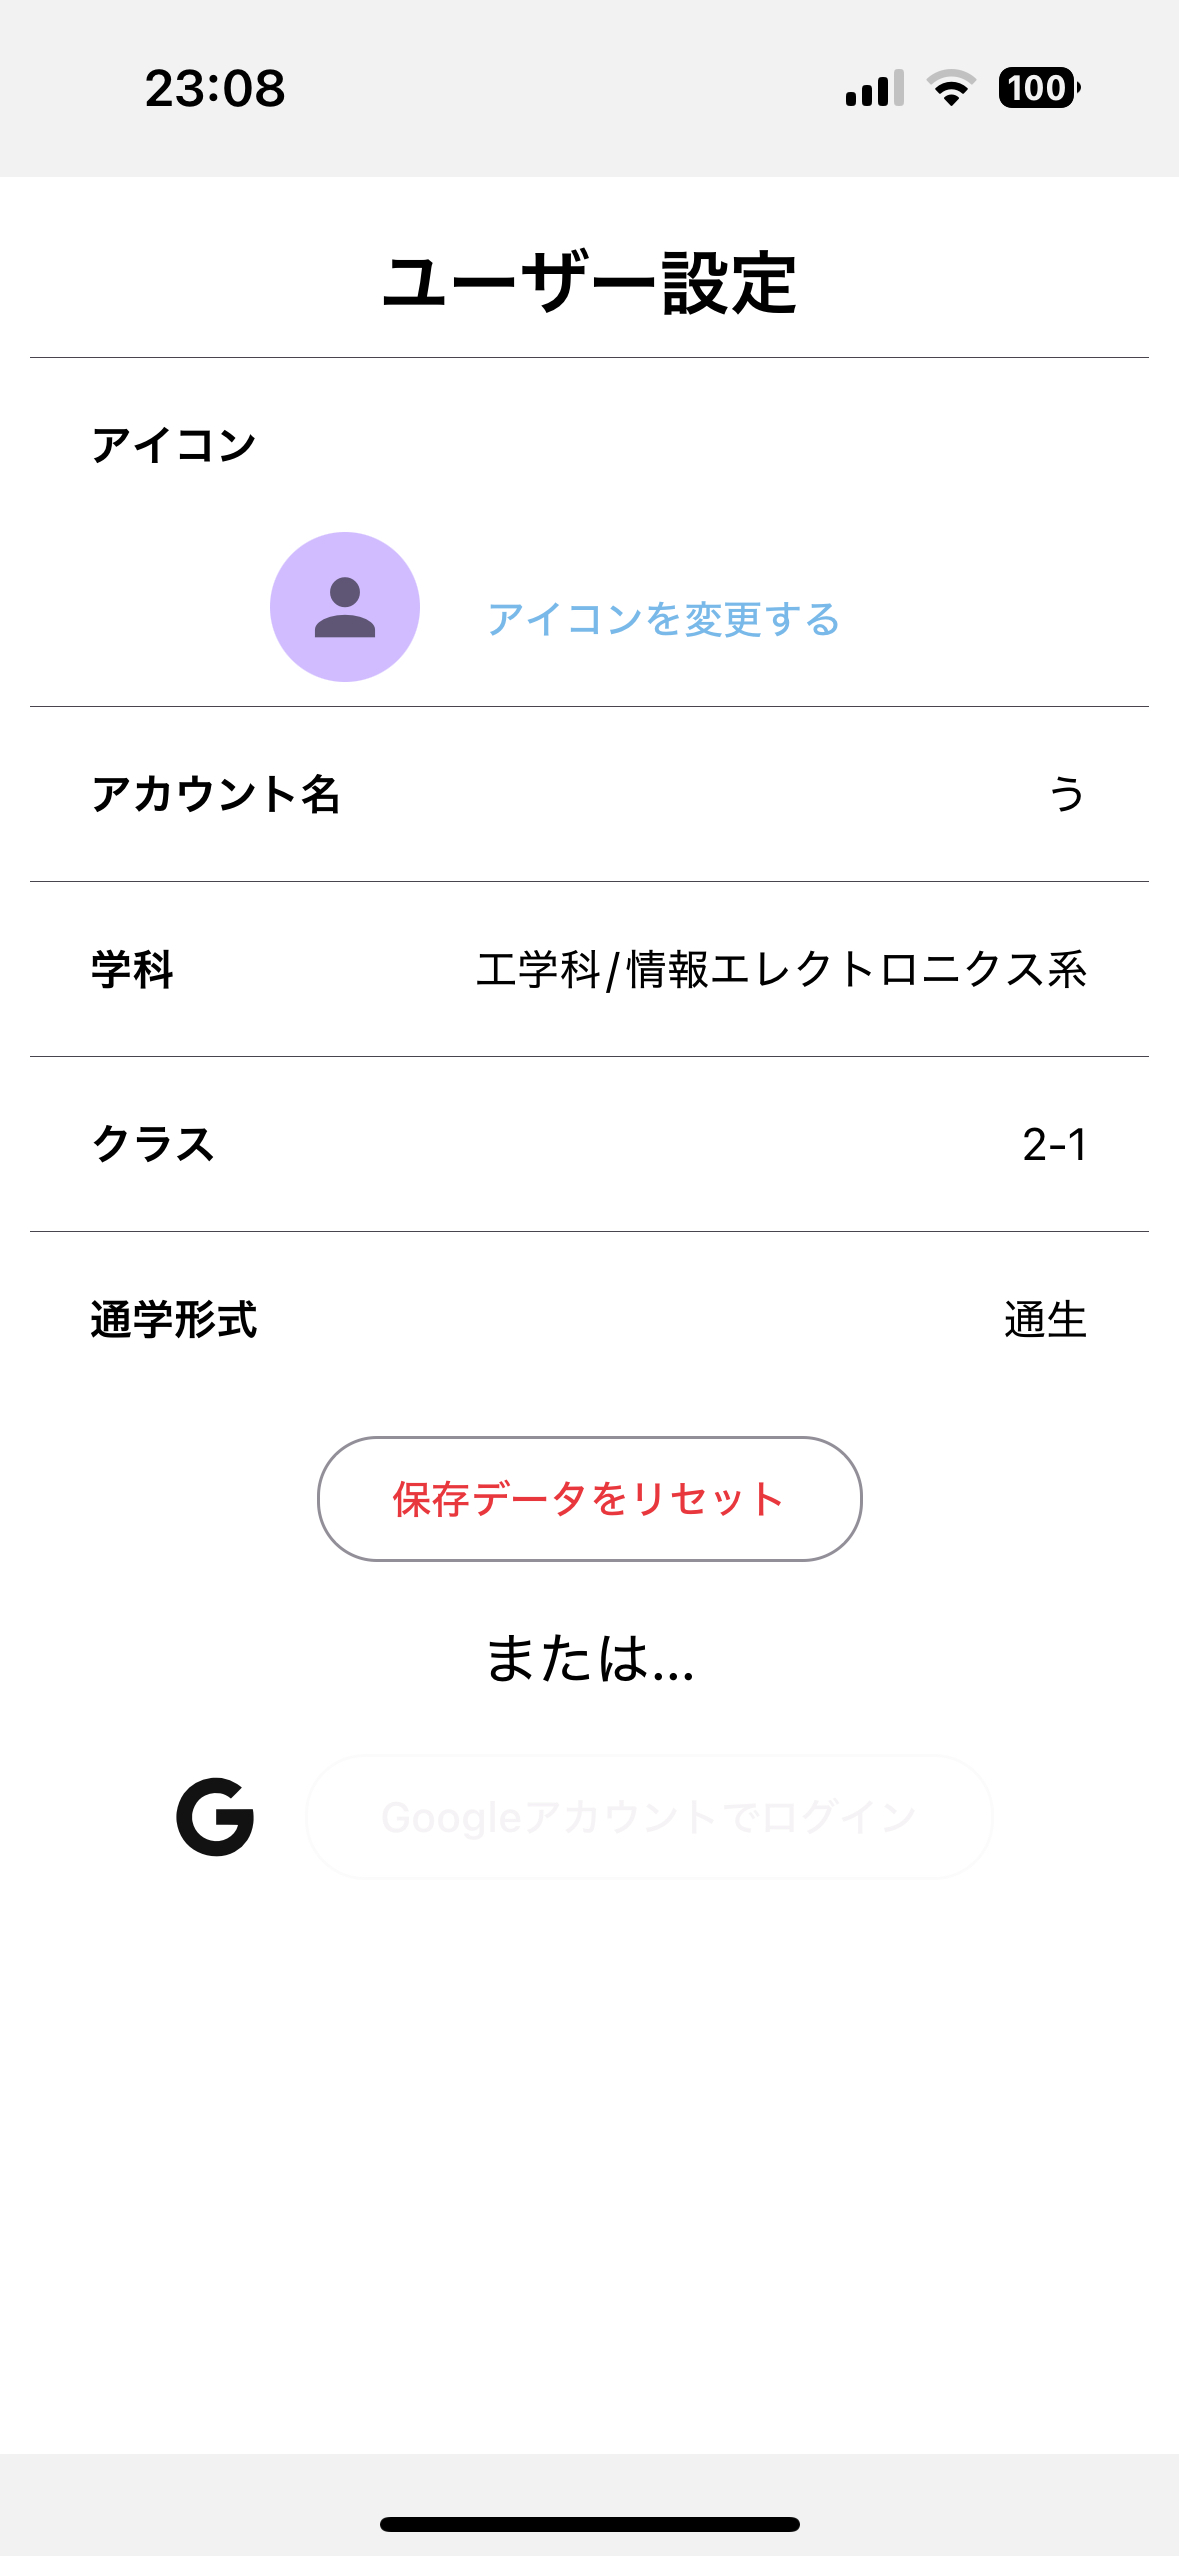 23:08
100
ユーザー設定
アイコン
アイコンを変更する
アカウント名 う
学科 工学科/情報エレクトロニクス系
クラス 2-1
通学形式 通生
保存データをリセット
または...
G Googleアカウントでログイン